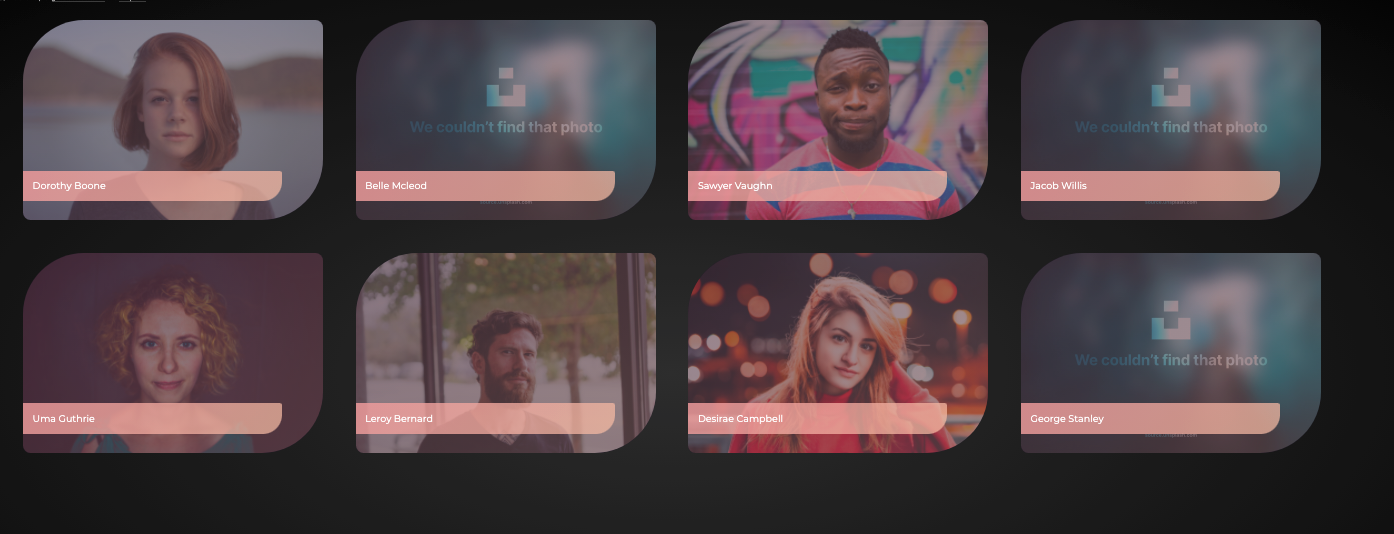 We couldn't find that photo
We couldn't find that photo
Dorothy Boone
Belle Mcleod
Sawyer Vaughn
Jacob Willis
We couldn't find that photo
Uma Guthrie
Leroy Bernard
Desirae Campbell
George Stanley